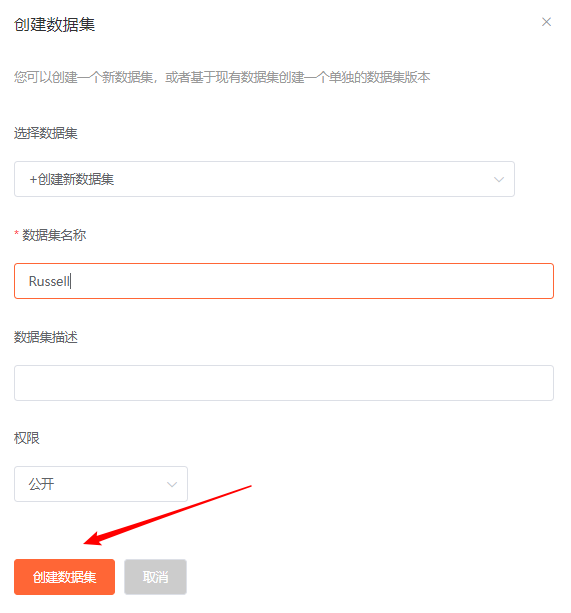 创建数据集
您可以创建一个新数据集，或者基于现有数据集创建一个单独的数据集版本
选择数据集
+创建新数据集
* 数据集名称
Russell
数据集描述
权限
公开
创建数据集
取消